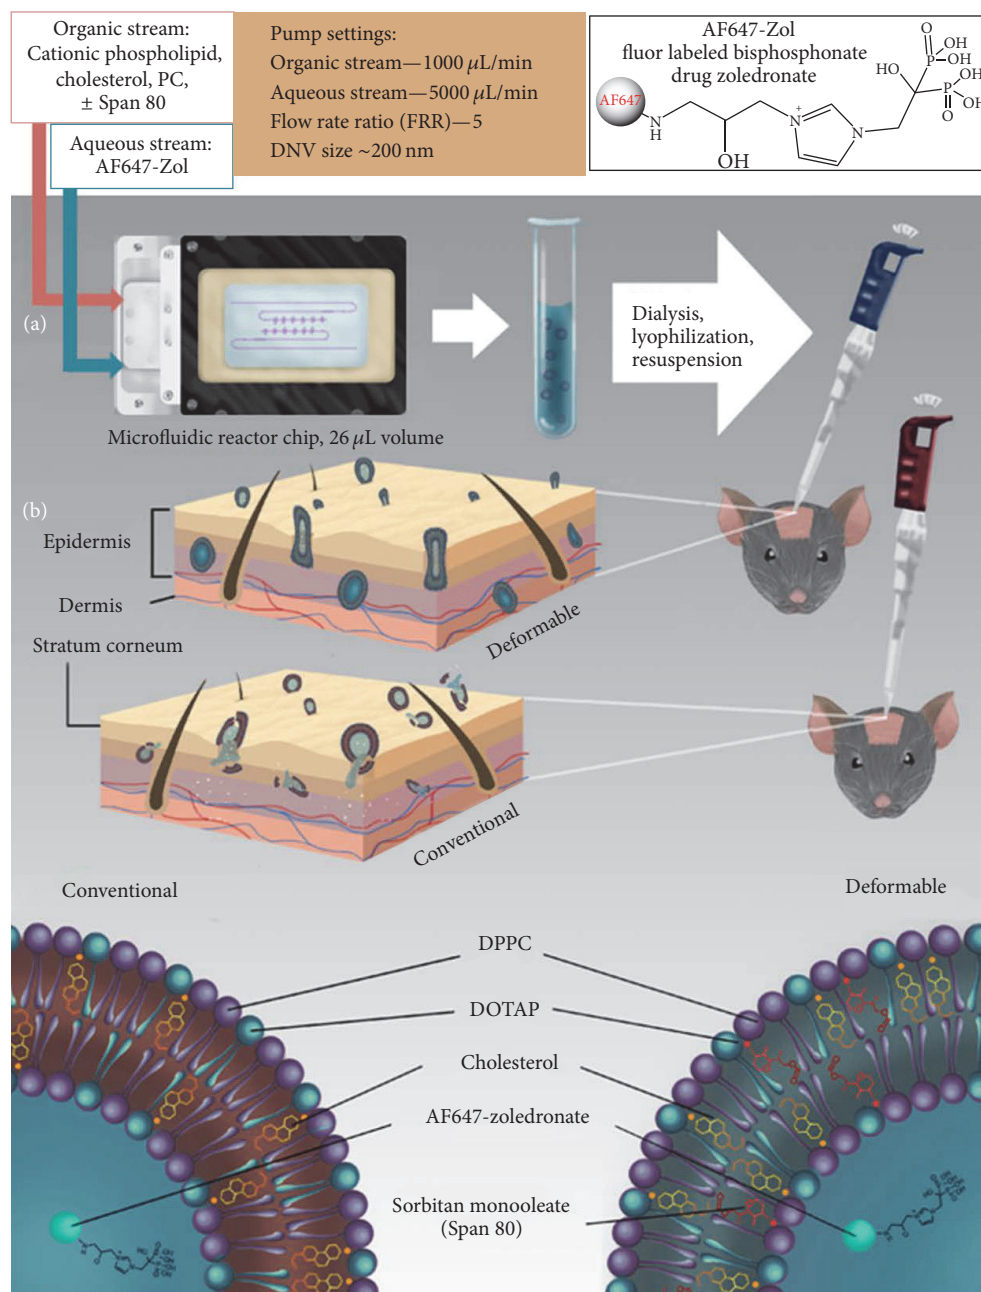 Organic stream:
Cationic phospholipid,
cholesterol, PC,
± Span 80
Aqueous stream:
AF647-Zol
Pump settings:
Organic stream—1000 μL/min
Aqueous stream—5000 μL/min
Flow rate ratio (FRR)—5
DNV size ~200 nm
AF647-Zol
fluor labeled bisphosphonate
drug zoledronate
AF647
N
H
OH
N
+
N
HO
P
O
OH
OH
P
O
OH
OH
(a)
Dialysis,
lyophilization,
resuspension
Microfluidic reactor chip, 26 μL volume
(b)
Epidermis
Dermis
Deformable
Stratum corneum
Conventional
Conventional
Deformable
DPPC
DOTAP
Cholesterol
AF647-zoledronate
Sorbitan monooleate
(Span 80)